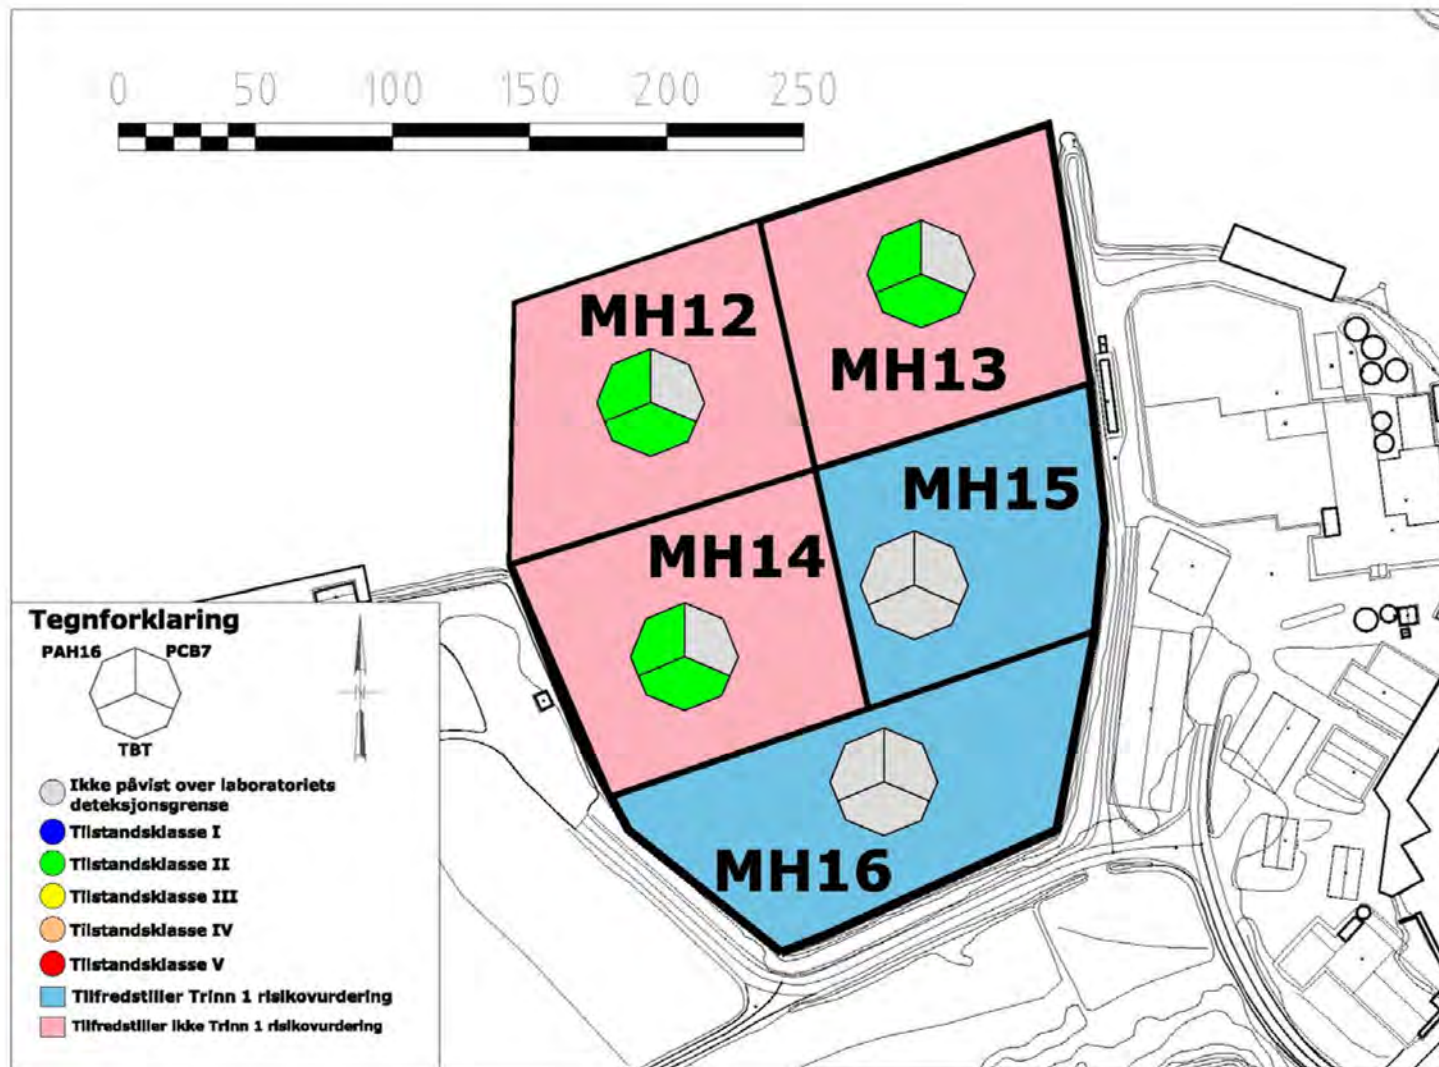 0 50 100 150 200 250
MH12
MH13
MH15
MH14
MH16
Tegnforklaring
PAH16 PCB7
TBT
N
Ikke påvist over laboratoriets
deteksjonsgrense
Tilstandsklasse I
Tilstandsklasse II
Tilstandsklasse III
Tilstandsklasse IV
Tilstandsklasse V
Tilfredstiller Trinn 1 risikovurdering
Tilfredstiller ikke Trinn 1 risikovurdering